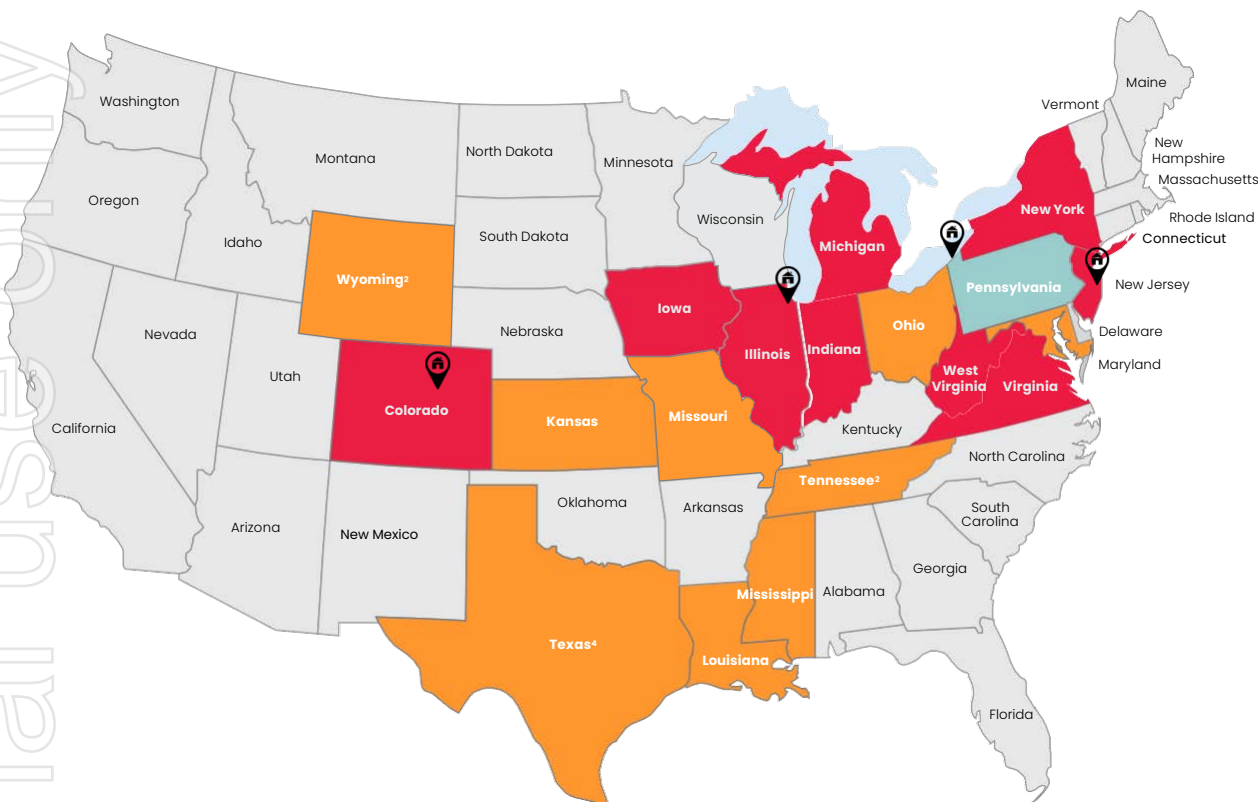 Maine
Washington
Vermont
New
Hampshire
North Dakota
Montana
Minnesota
Massachusetts
Oregon
New York
Rhode Island
Wisconsin
South Dakota
Connecticut
Idaho
Michigan
Wyoming²
New Jersey
Pennsylvania
Iowa
Ohio
Nebraska
Delaware
Nevada
Illinois
Indiana
Utah
Maryland
West
Virginia
Virginia
Colorado
Missouri
Kansas
California
Kentucky
North Carolina
Tennessee²
Oklahoma
Arkansas
South
Carolina
Arizona
New Mexico
Georgia
Mississippi
Alabama
Texas⁴
Louisiana
Florida
use only